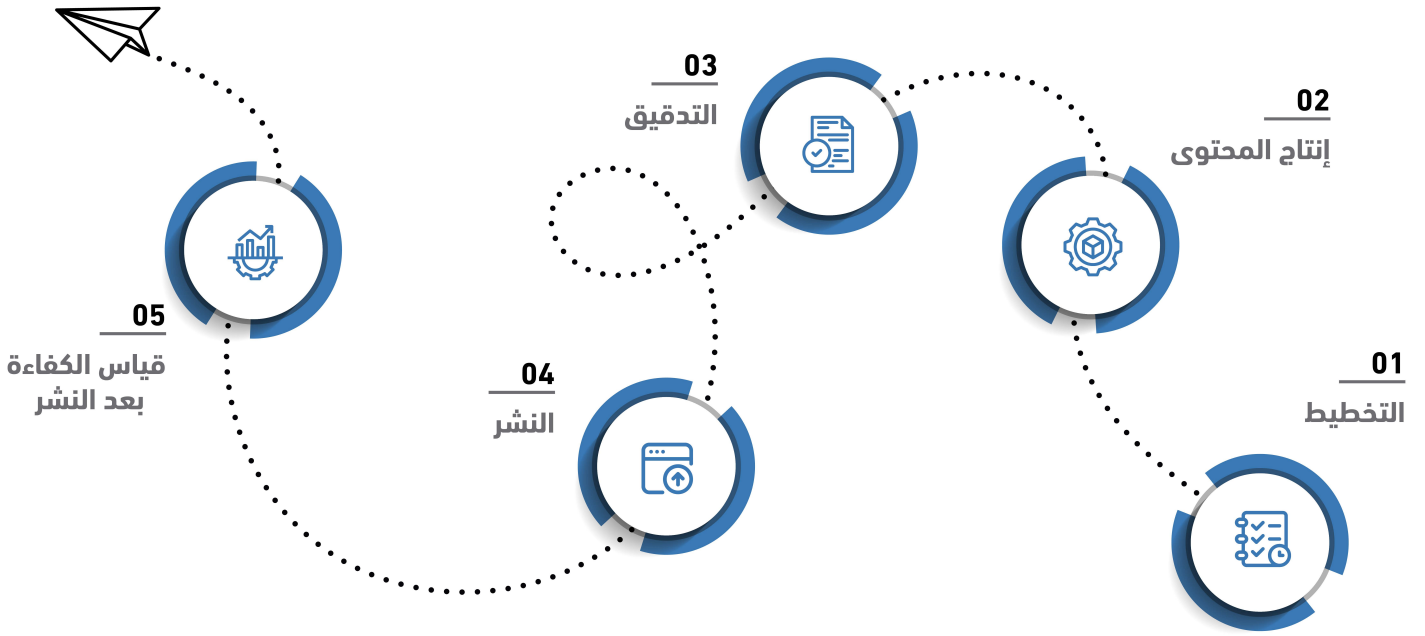 01
التخطيط
02
إنتاج المحتوى
03
التدقيق
04
النشر
05
قياس الكفاءة
بعد النشر